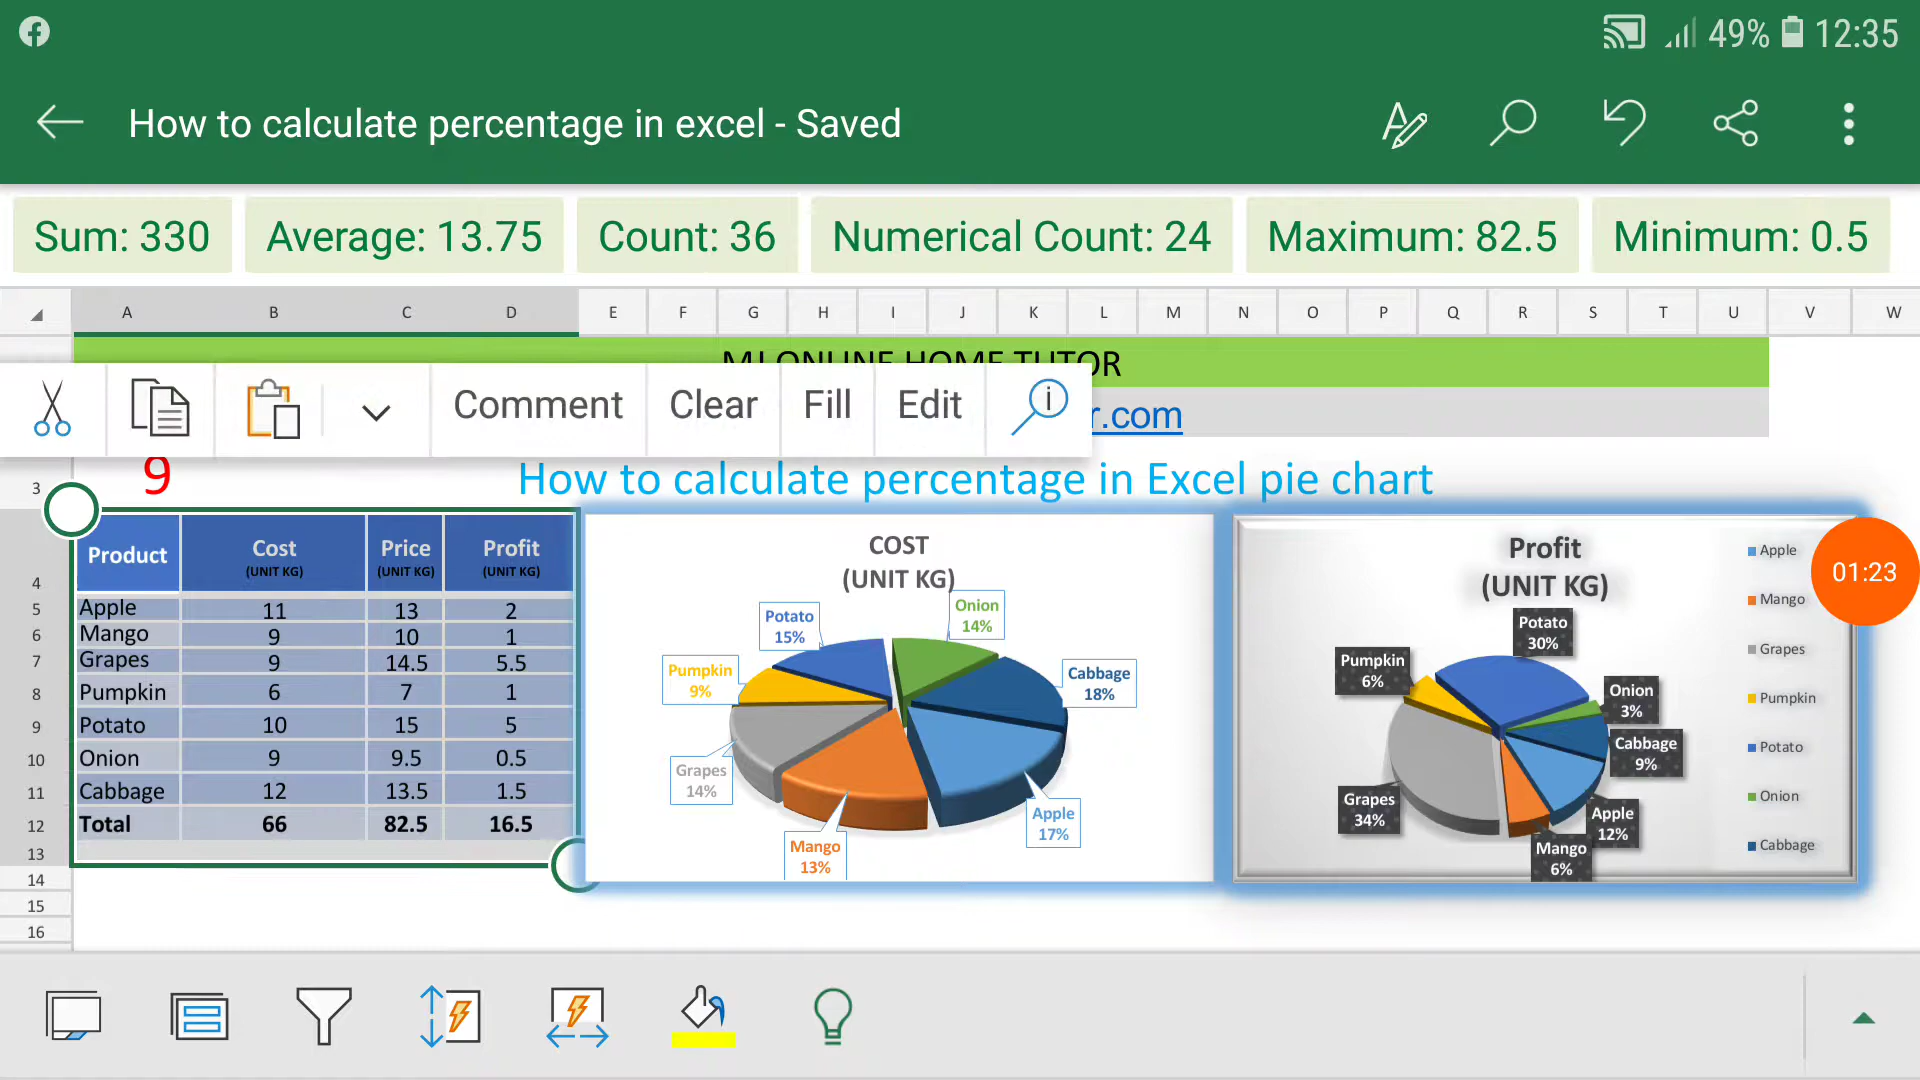 49% 12:35
How to calculate percentage in excel - Saved
Sum: 330 Average: 13.75 Count: 36 Numerical Count: 24 Maximum: 82.5 Minimum: 0.5
A B C D E F G H I J K L M N O P Q R S T U V W
MJ ONLINE HOME TUTOR
Comment Clear Fill Edit
r.com
3 9 How to calculate percentage in Excel pie chart
4 Product Cost Price Profit
(UNIT KG) (UNIT KG) (UNIT KG)
5 Apple 11 13 2
6 Mango 9 10 1
7 Grapes 9 14.5 5.5
8 Pumpkin 6 7 1
9 Potato 10 15 5
10 Onion 9 9.5 0.5
11 Cabbage 12 13.5 1.5
12 Total 66 82.5 16.5
13
14
15
16
COST
(UNIT KG)
Potato
15%
Onion
14%
Pumpkin
9%
Cabbage
18%
Grapes
14%
Apple
17%
Mango
13%
Profit
(UNIT KG)
Potato
30%
Pumpkin
6%
Onion
3%
Cabbage
9%
Grapes
34%
Apple
12%
Mango
6%
Apple
Mango
Grapes
Pumpkin
Potato
Onion
Cabbage
01:23